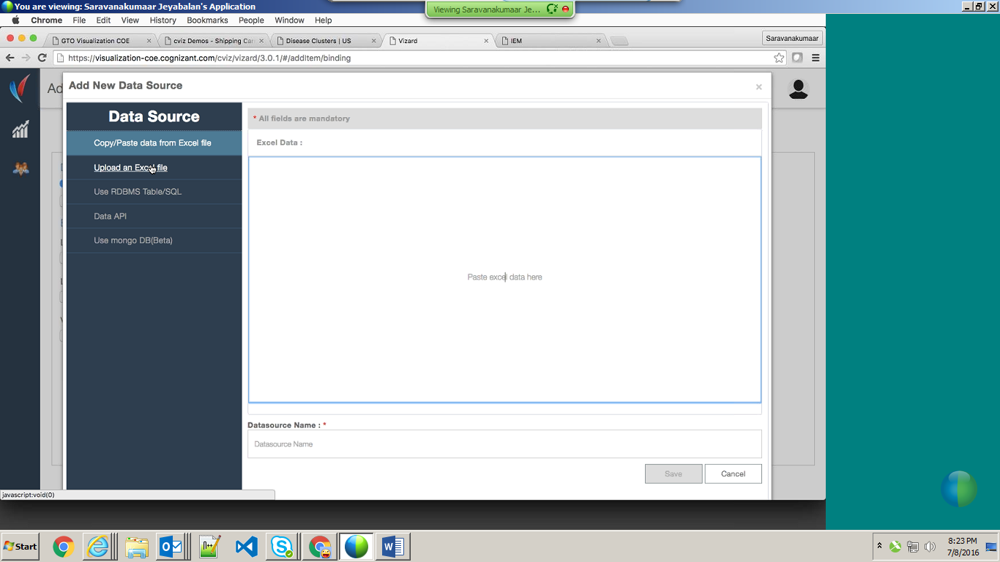 You are viewing: Saravanakumaar Jeyabalan's Application
Viewing Saravanakumaar Je...
Chrome File Edit View History Bookmarks People Window Help
GTO Visualization COE
cviz Demos - Shipping Car
Disease Clusters | US
Vizard
IEM
Saravanakumaar
https://visualization-coe.cognizant.com/cviz/vizard/3.0.1/#/addItem/binding
Ad
Add New Data Source
Data Source
* All fields are mandatory
Copy/Paste data from Excel file
Excel Data :
Upload an Excel file
Use RDBMS Table/SQL
Data API
Use mongo DB(Beta)
Paste excel data here
Datasource Name : *
Datasource Name
Save
Cancel
javascript:void(0)
Start
8:23 PM
7/8/2016